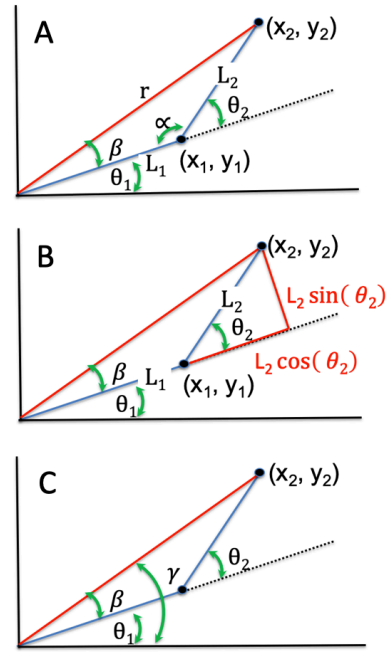 A
(x₂, y₂)
r
L₂
θ₂
∝
β
L₁
(x₁, y₁)
θ₁
B
(x₂, y₂)
L₂
L₂ sin( θ₂)
θ₂
β
L₁
L₂ cos( θ₂)
(x₁, y₁)
θ₁
C
(x₂, y₂)
γ
θ₂
β
θ₁